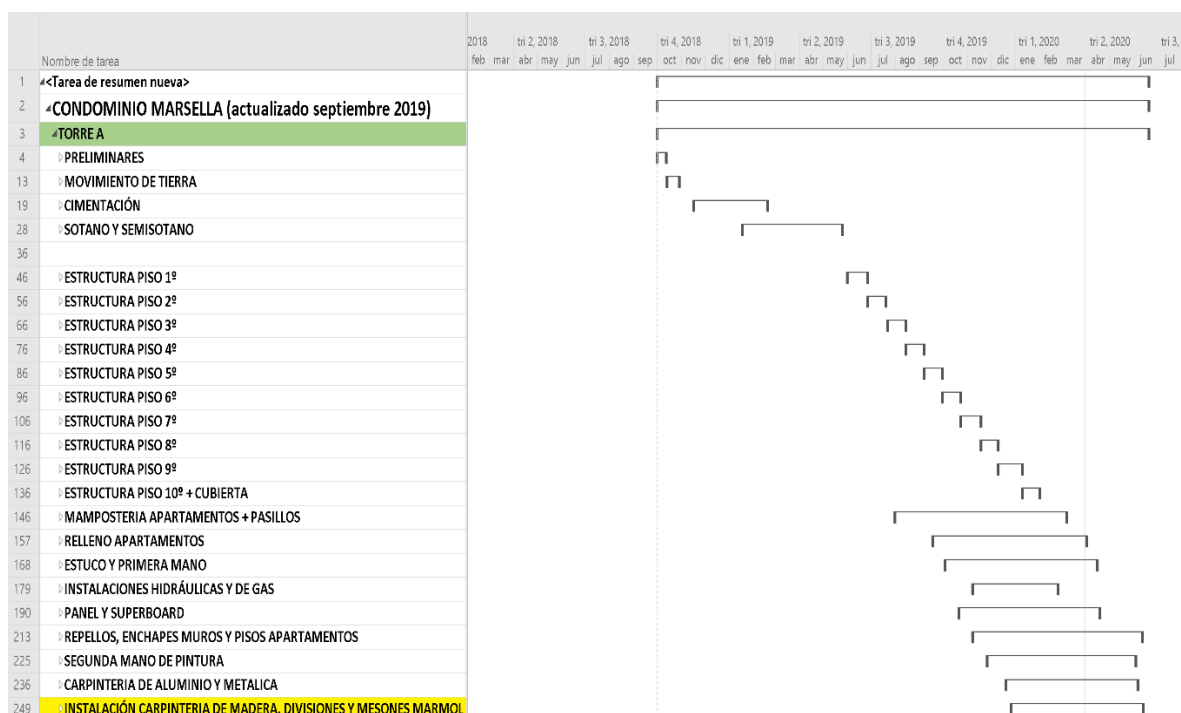 2018 tri 2, 2018 tri 3, 2018 tri 4, 2018 tri 1, 2019 tri 2, 2019 tri 3, 2019 tri 4, 2019 tri 1, 2020 tri 2, 2020 tri 3,
Nombre de tarea feb mar abr may jun jul ago sep oct nov dic ene feb mar abr may jun jul ago sep oct nov dic ene feb mar abr may jun jul
1 <Tarea de resumen nueva>
2 CONDOMINIO MARSELLA (actualizado septiembre 2019)
3 TORRE A
4 PRELIMINARES
13 MOVIMIENTO DE TIERRA
19 CIMENTACIÓN
28 SOTANO Y SEMISOTANO
36
46 ESTRUCTURA PISO 1º
56 ESTRUCTURA PISO 2º
66 ESTRUCTURA PISO 3º
76 ESTRUCTURA PISO 4º
86 ESTRUCTURA PISO 5º
96 ESTRUCTURA PISO 6º
106 ESTRUCTURA PISO 7º
116 ESTRUCTURA PISO 8º
126 ESTRUCTURA PISO 9º
136 ESTRUCTURA PISO 10º + CUBIERTA
146 MAMPOSTERIA APARTAMENTOS + PASILLOS
157 RELLENO APARTAMENTOS
168 ESTUCO Y PRIMERA MANO
179 INSTALACIONES HIDRÁULICAS Y DE GAS
190 PANEL Y SUPERBOARD
213 REPELLOS, ENCHAPES MUROS Y PISOS APARTAMENTOS
225 SEGUNDA MANO DE PINTURA
236 CARPINTERIA DE ALUMINIO Y METALICA
249 INSTALACIÓN CARPINTERIA DE MADERA, DIVISIONES Y MESONES MARMOL